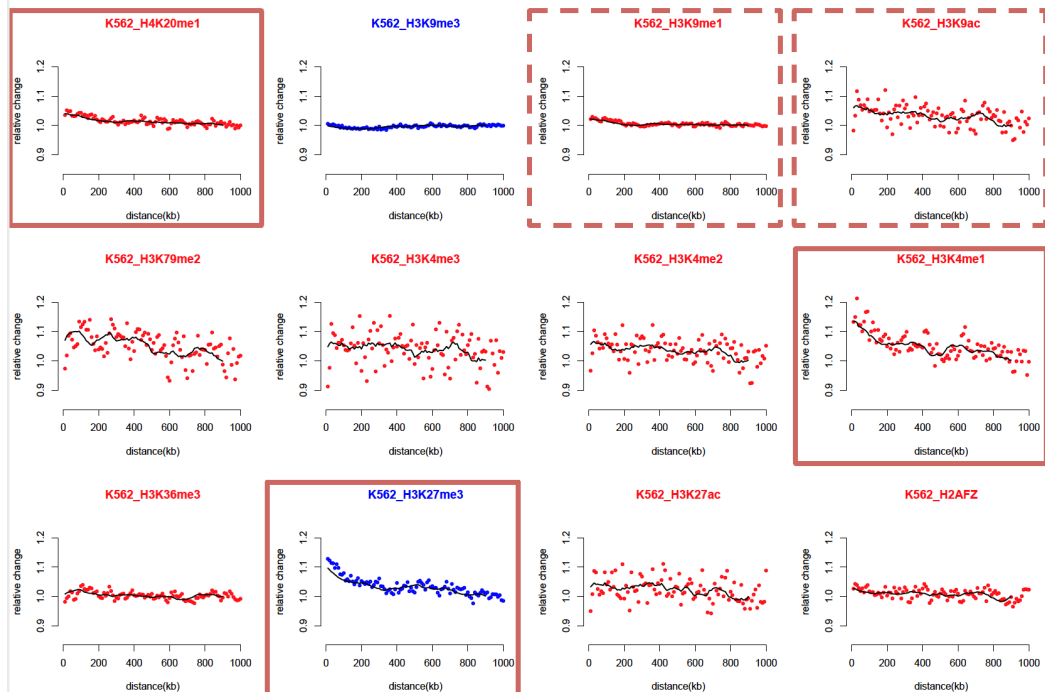 K562_H4K20me1 K562_H3K9me3 K562_H3K9me1 K562_H3K9ac
relative change relative change relative change relative change
0.9 1.0 1.1 1.2 0.9 1.0 1.1 1.2 0.9 1.0 1.1 1.2 0.9 1.0 1.1 1.2
0 200 400 600 800 1000 0 200 400 600 800 1000 0 200 400 600 800 1000 0 200 400 600 800 1000
distance(kb) distance(kb) distance(kb) distance(kb)
K562_H3K79me2 K562_H3K4me3 K562_H3K4me2 K562_H3K4me1
relative change relative change relative change relative change
0.9 1.0 1.1 1.2 0.9 1.0 1.1 1.2 0.9 1.0 1.1 1.2 0.9 1.0 1.1 1.2
0 200 400 600 800 1000 0 200 400 600 800 1000 0 200 400 600 800 1000 0 200 400 600 800 1000
distance(kb) distance(kb) distance(kb) distance(kb)
K562_H3K36me3 K562_H3K27me3 K562_H3K27ac K562_H2AFZ
relative change relative change relative change relative change
0.9 1.0 1.1 1.2 0.9 1.0 1.1 1.2 0.9 1.0 1.1 1.2 0.9 1.0 1.1 1.2
0 200 400 600 800 1000 0 200 400 600 800 1000 0 200 400 600 800 1000 0 200 400 600 800 1000
distance(kb) distance(kb) distance(kb) distance(kb)